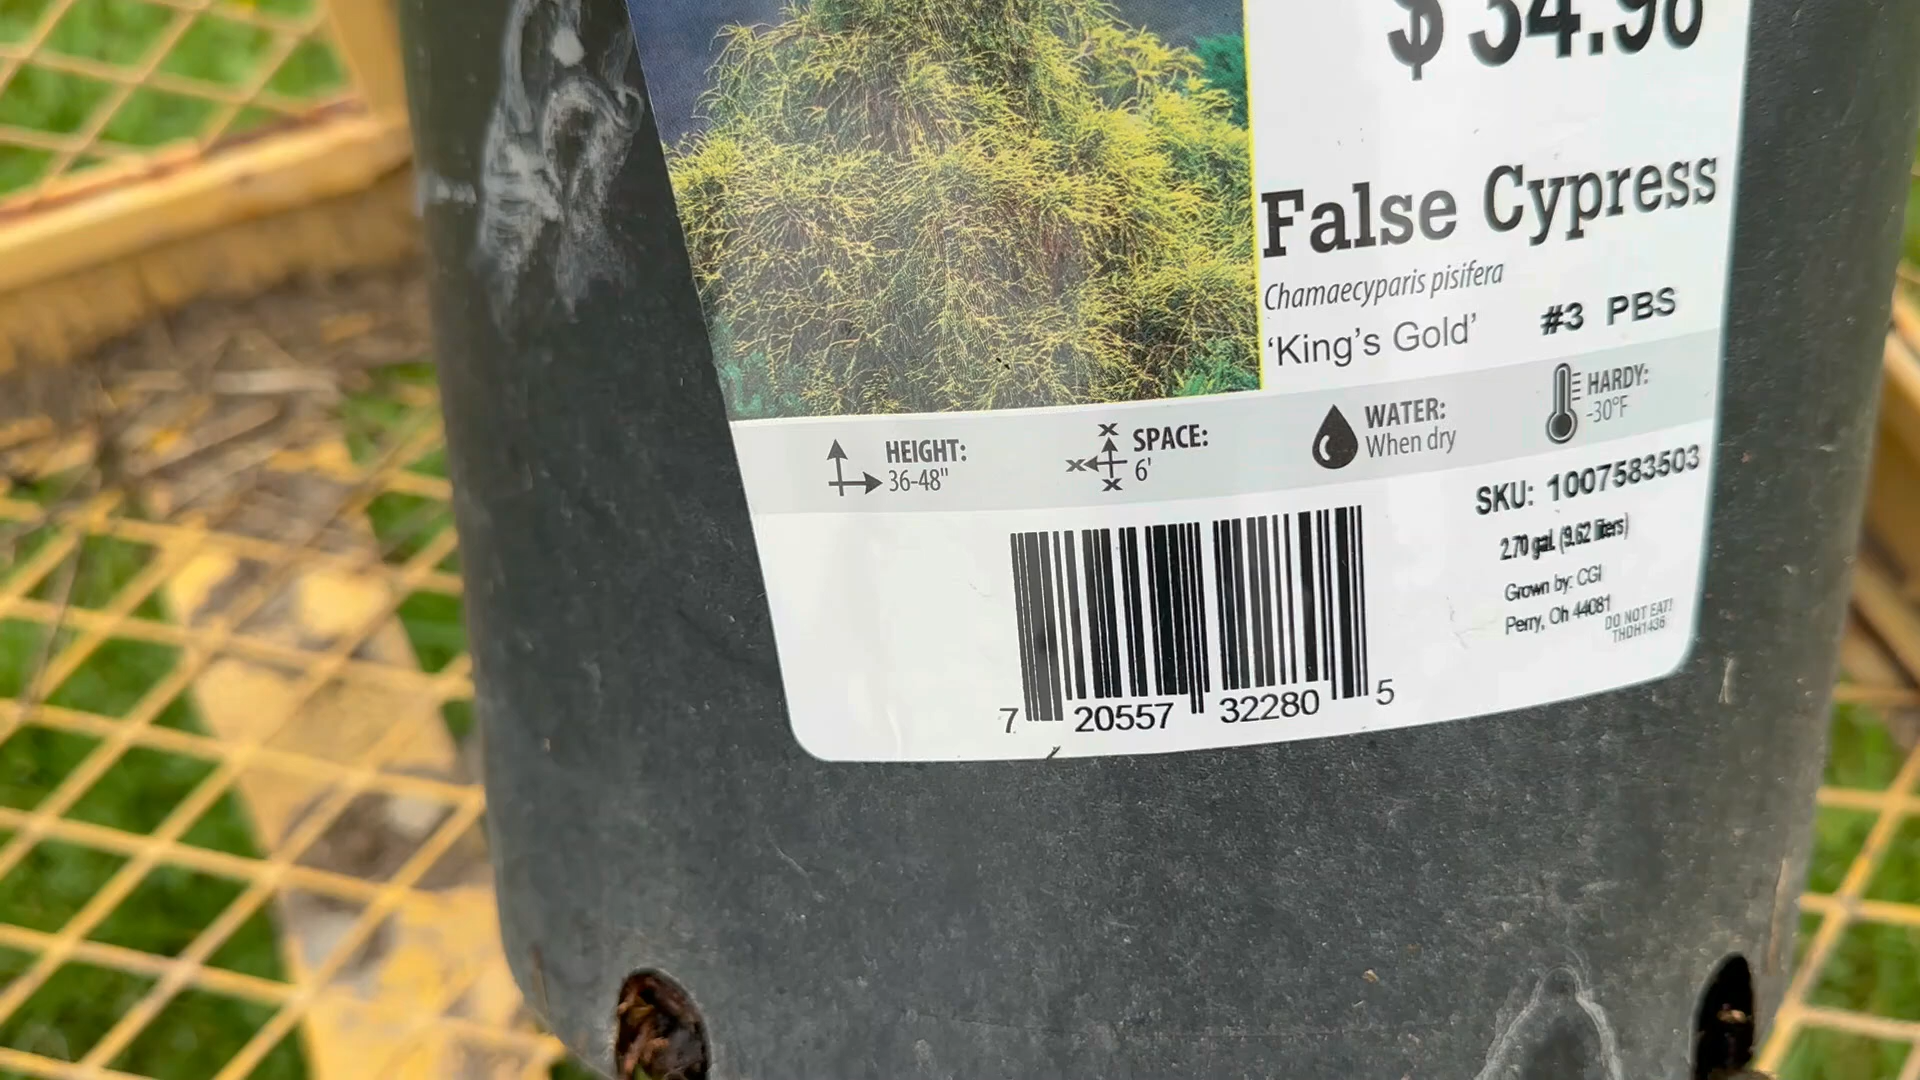 $ 34.98
False Cypress
Chamaecyparis pisifera
'King's Gold'
#3 PBS
HEIGHT:
36-48"
X
SPACE:
X
6'
X
WATER:
When dry
HARDY:
-30°F
SKU: 1007583503
2.70 gal. (9.62 liters)
Grown by: CGI
Perry, Oh 44081
DO NOT EAT!
THDH1436
7 20557 32280 5